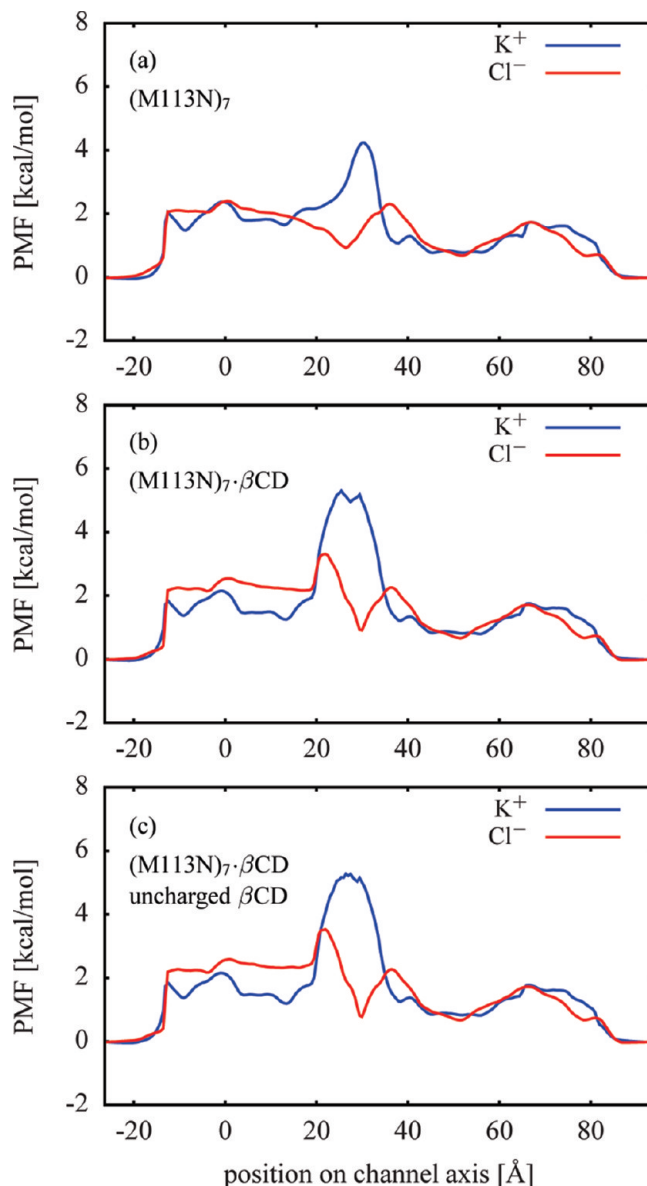 8
6
4
2
0
-2
PMF [kcal/mol]
(a)
(M113N)₇
K⁺
Cl⁻
-20 0 20 40 60 80
8
6
4
2
0
-2
PMF [kcal/mol]
(b)
(M113N)₇·βCD
K⁺
Cl⁻
-20 0 20 40 60 80
8
6
4
2
0
-2
PMF [kcal/mol]
(c)
(M113N)₇·βCD
uncharged βCD
K⁺
Cl⁻
-20 0 20 40 60 80
position on channel axis [Å]